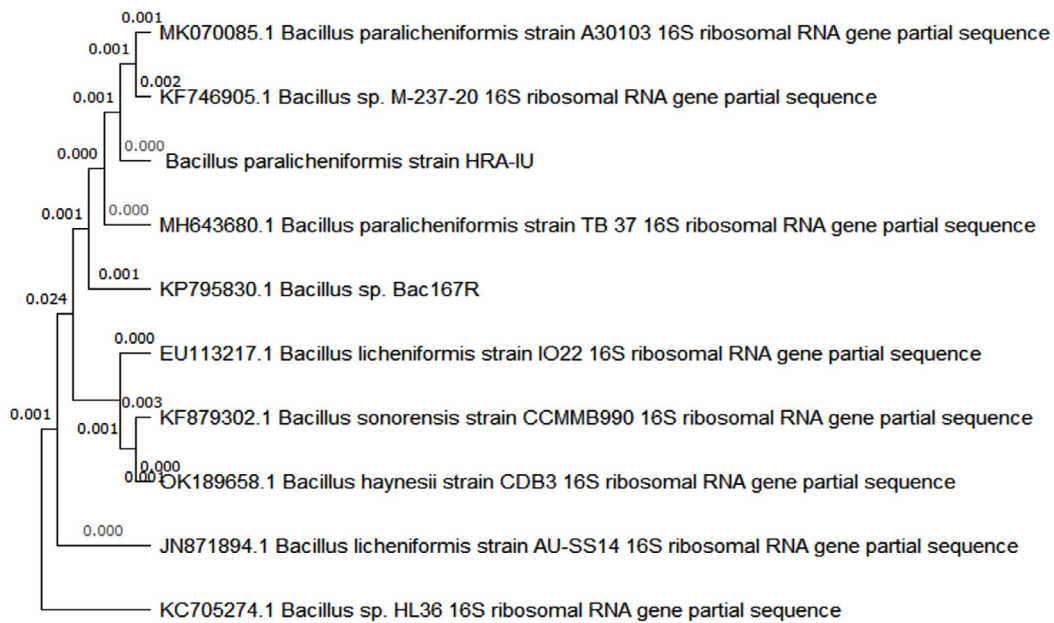 0.001
0.001 MK070085.1 Bacillus paralicheniformis strain A30103 16S ribosomal RNA gene partial sequence
0.002
0.001 KF746905.1 Bacillus sp. M-237-20 16S ribosomal RNA gene partial sequence
0.000
0.000 Bacillus paralicheniformis strain HRA-IU
0.000
0.001 MH643680.1 Bacillus paralicheniformis strain TB 37 16S ribosomal RNA gene partial sequence
0.001
KP795830.1 Bacillus sp. Bac167R
0.024
0.000
EU113217.1 Bacillus licheniformis strain IO22 16S ribosomal RNA gene partial sequence
0.003
0.001 0.001 KF879302.1 Bacillus sonorensis strain CCMMB990 16S ribosomal RNA gene partial sequence
0.000
0.001 OK189658.1 Bacillus haynesii strain CDB3 16S ribosomal RNA gene partial sequence
0.000
JN871894.1 Bacillus licheniformis strain AU-SS14 16S ribosomal RNA gene partial sequence
KC705274.1 Bacillus sp. HL36 16S ribosomal RNA gene partial sequence